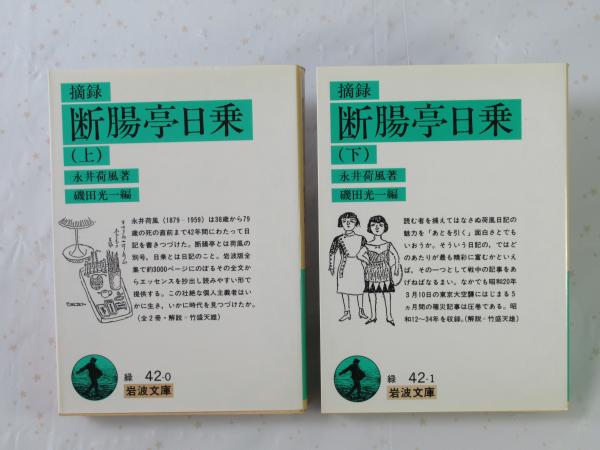 摘録
断腸亭日乗
(上)
永井荷風著
磯田光一編
永井荷風(1879–1959)は38歳から79
歳の死の直前まで42年間にわたって日
記を書きつづけた。断腸亭とは荷風の
別号、日乗とは日記のこと。岩波版全
集で約3000ページにのぼるその全文か
らエッセンスを抄出し読みやすい形で
提供する。この壮絶な個人主義者はい
かに生き、いかに時代を見つづけたか。
(全2冊・解説=竹盛天雄)
緑 42-0
岩波文庫
摘録
断腸亭日乗
(下)
永井荷風著
磯田光一編
読む者を捕えてはなさぬ荷風日記の
魅力を「あとを引く」面白さとでも
いおうか。そういう日記の、ではど
のあたりが最も精彩に富むかといえ
ば、その一つとして戦中の記事をあ
げねばなるまい。なかでも昭和20年
3月10日の東京大空襲にはじまる5
ヵ月間の罹災記事は圧巻である。昭
和12〜34年を収録。(解説=竹盛天雄)
緑 42-1
岩波文庫